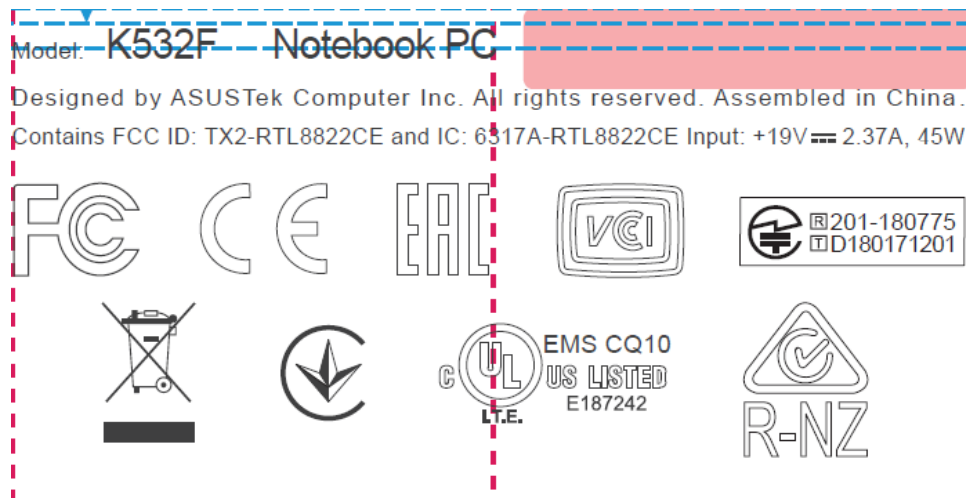 Model: K532F Notebook PC
Designed by ASUSTek Computer Inc. All rights reserved. Assembled in China.
Contains FCC ID: TX2-RTL8822CE and IC: 6317A-RTL8822CE Input: +19V 2.37A, 45W
FC CE EAC VCI R 201-180775
T D180171201
C UL US LISTED EMS CQ10
I.T.E. E187242
R-NZ